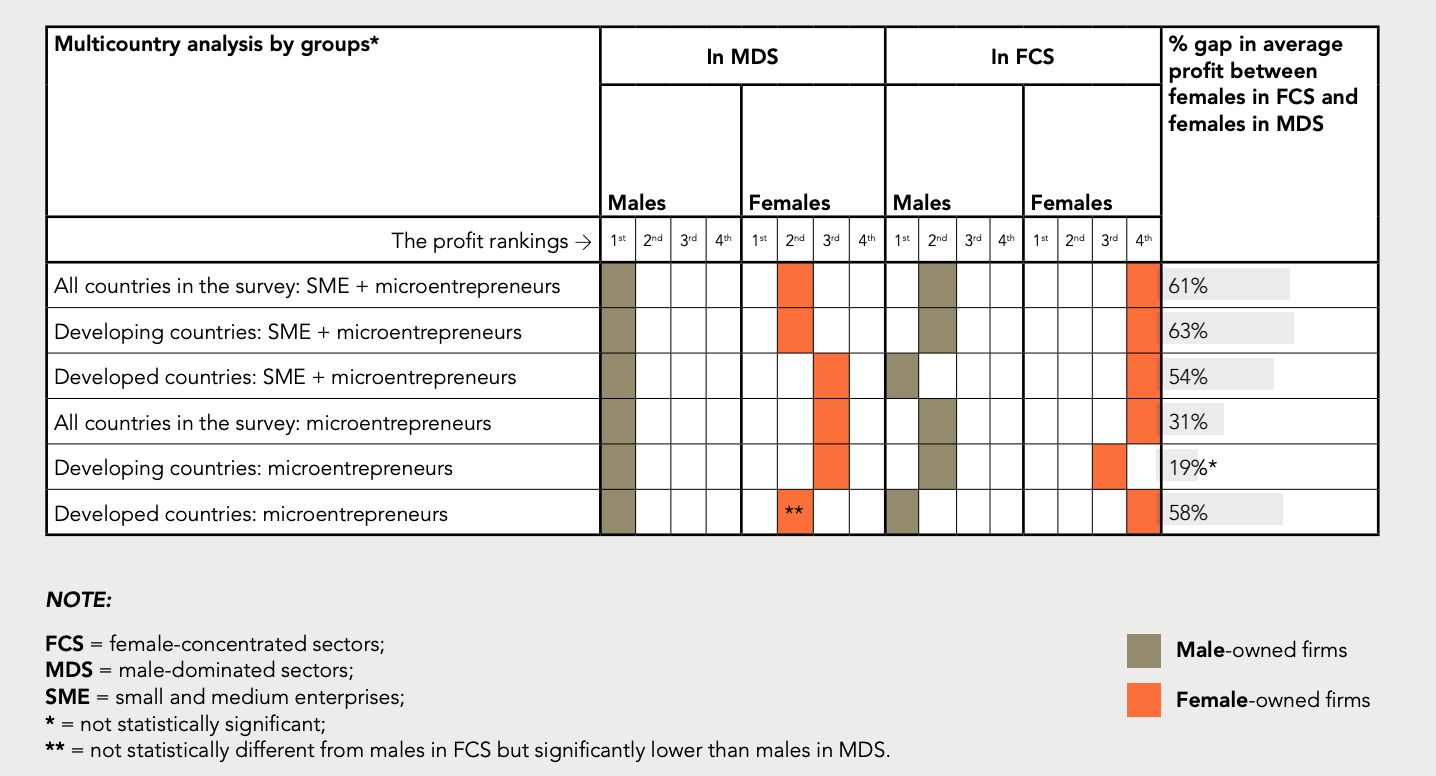 Multicountry analysis by groups*
In MDS
In FCS
% gap in average
profit between
females in FCS and
females in MDS
Males
Females
Males
Females
The profit rankings →
1st 2nd 3rd 4th 1st 2nd 3rd 4th 1st 2nd 3rd 4th 1st 2nd 3rd 4th
All countries in the survey: SME + microentrepreneurs 61%
Developing countries: SME + microentrepreneurs 63%
Developed countries: SME + microentrepreneurs 54%
All countries in the survey: microentrepreneurs 31%
Developing countries: microentrepreneurs 19%*
Developed countries: microentrepreneurs ** 58%
NOTE:
FCS = female-concentrated sectors;
MDS = male-dominated sectors;
SME = small and medium enterprises;
* = not statistically significant;
** = not statistically different from males in FCS but significantly lower than males in MDS.
Male-owned firms
Female-owned firms